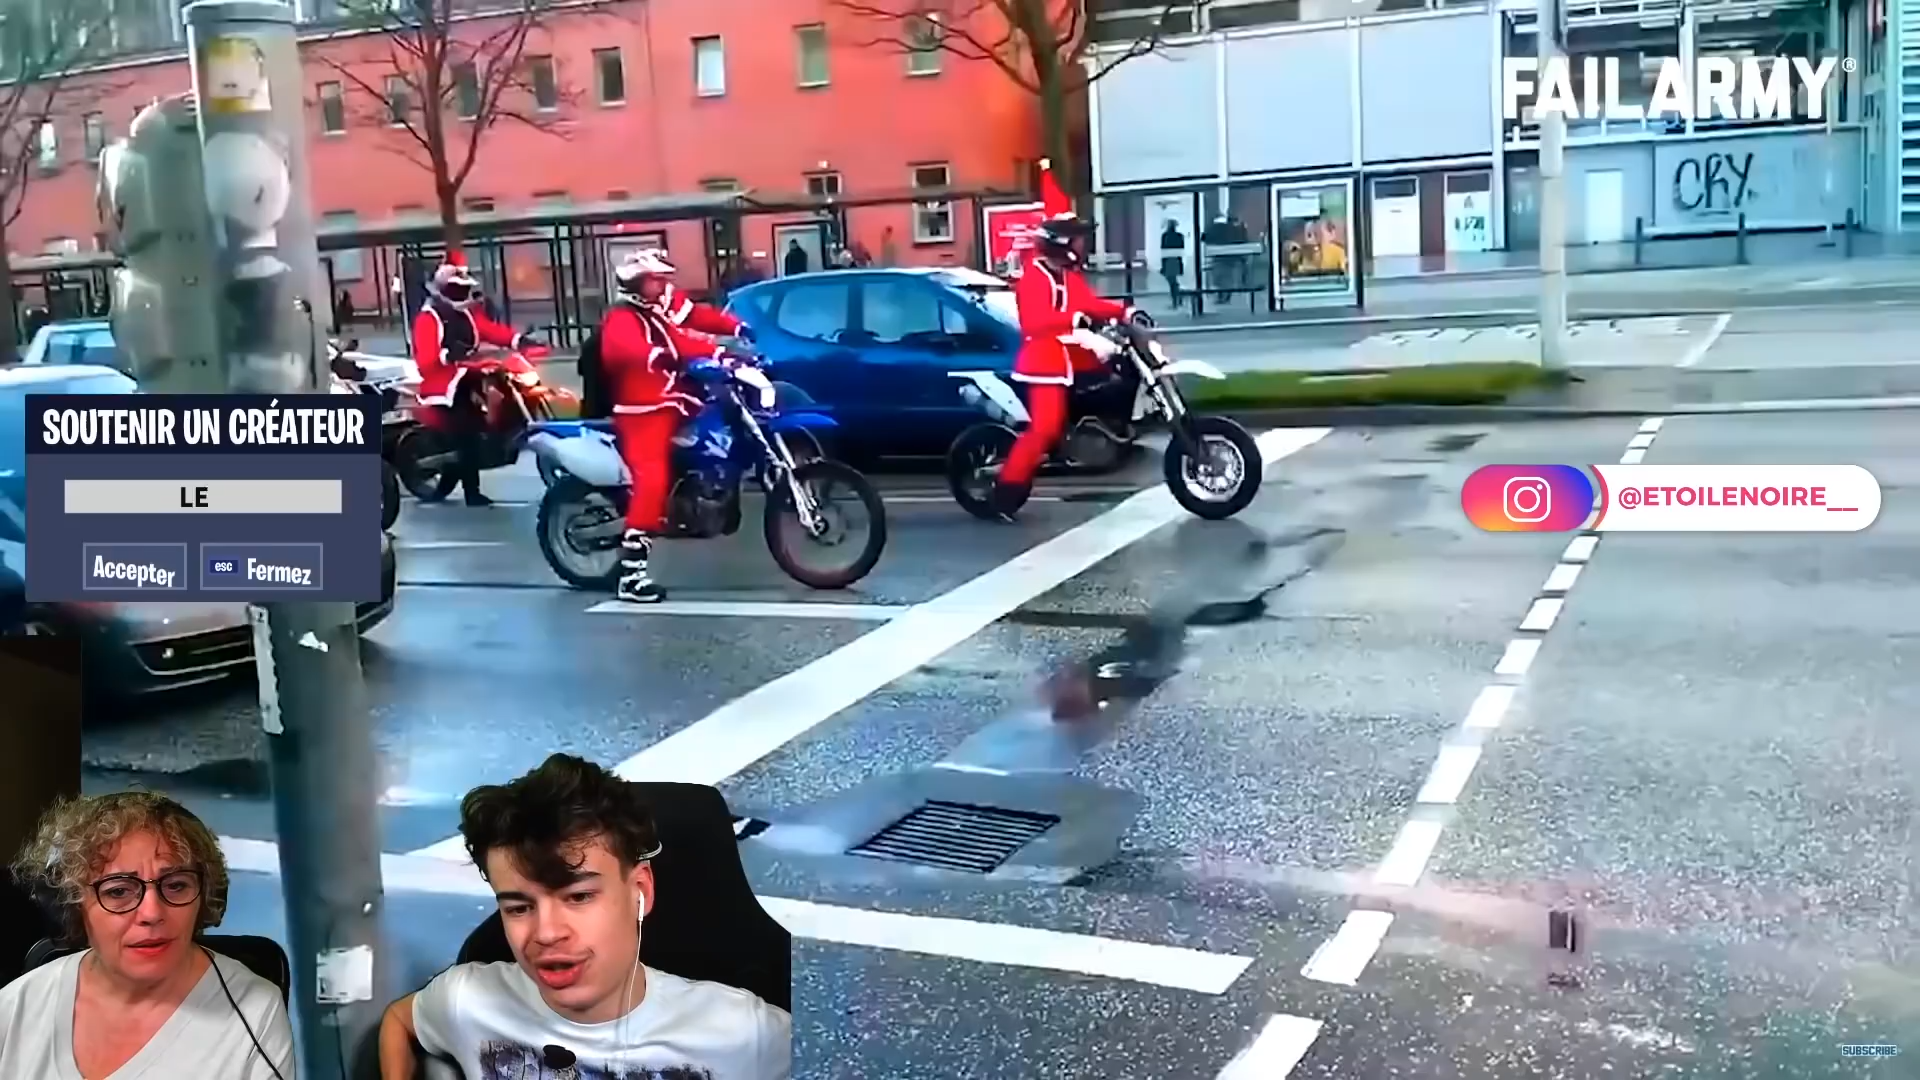 FAILARMY®
CRY
SOUTENIR UN CRÉATEUR
LE
Accepter
esc Fermez
@ETOILENOIRE__
SUBSCRIBE